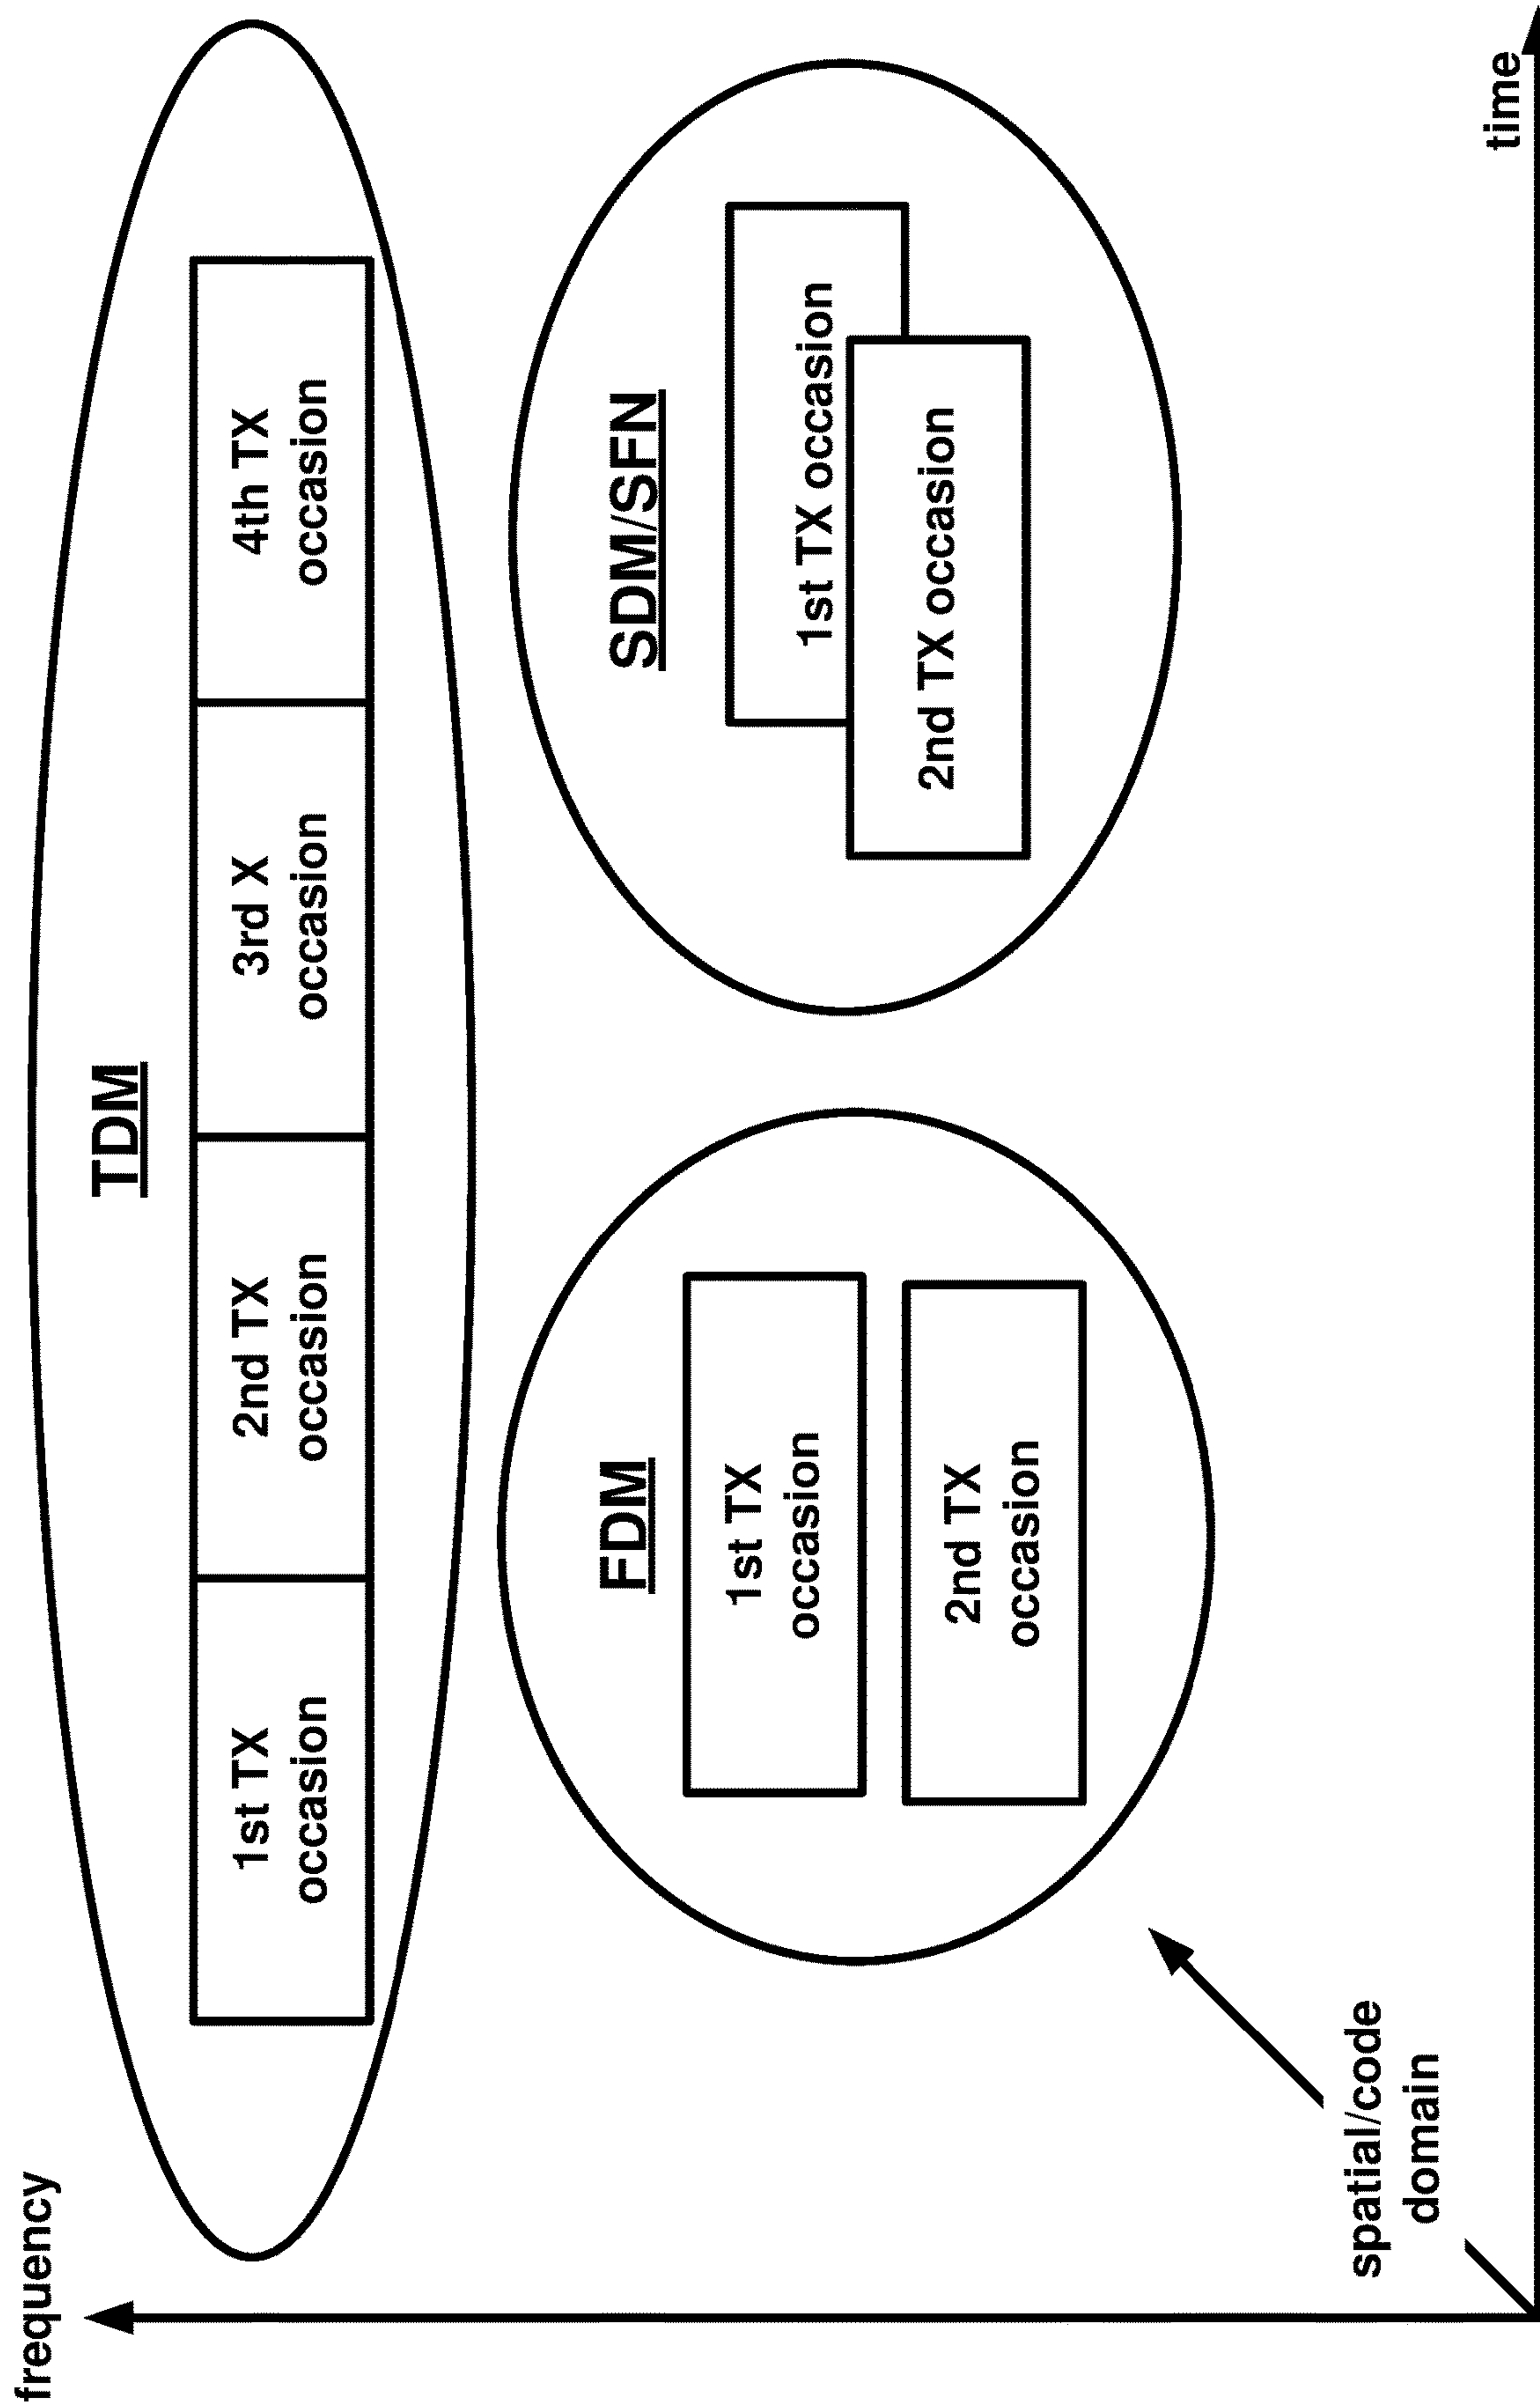 frequency
TDM
1st TX
occasion
2nd TX
occasion
3rd X
occasion
4th TX
occasion
FDM
1st TX
occasion
2nd TX
occasion
SDM/SFN
1st TX occasion
2nd TX occasion
spatial/code
domain
time